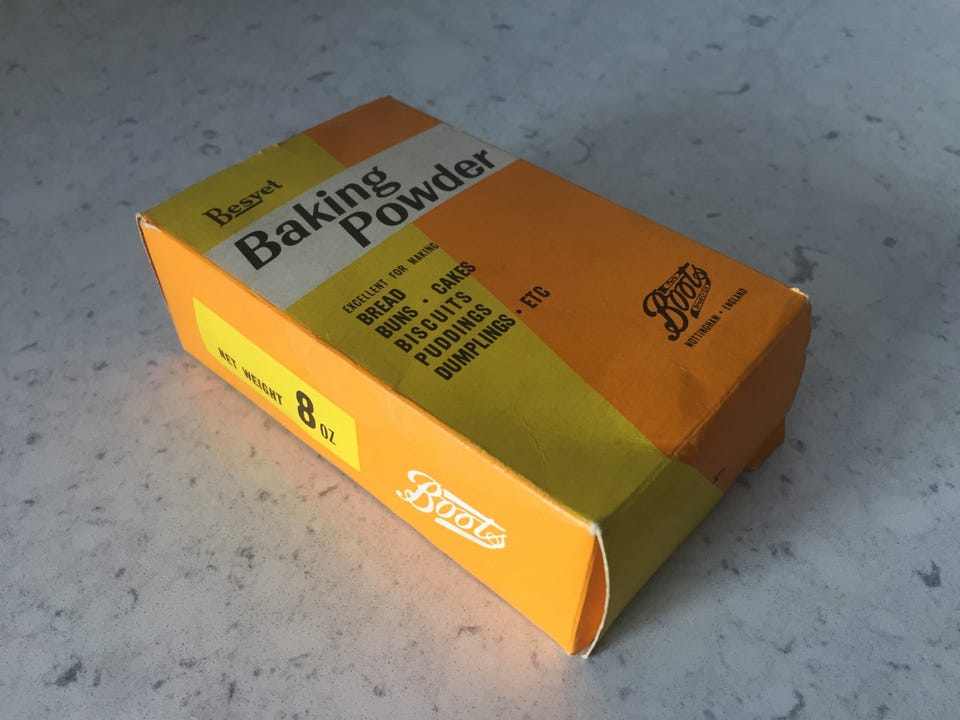 Besyet
Baking
Powder
EXCELLENT FOR MAKING
BREAD
BUNS · CAKES
BISCUITS
PUDDINGS
DUMPLINGS · ETC
Boots
NOTTINGHAM · ENGLAND
NET WEIGHT 8 OZ
Boots